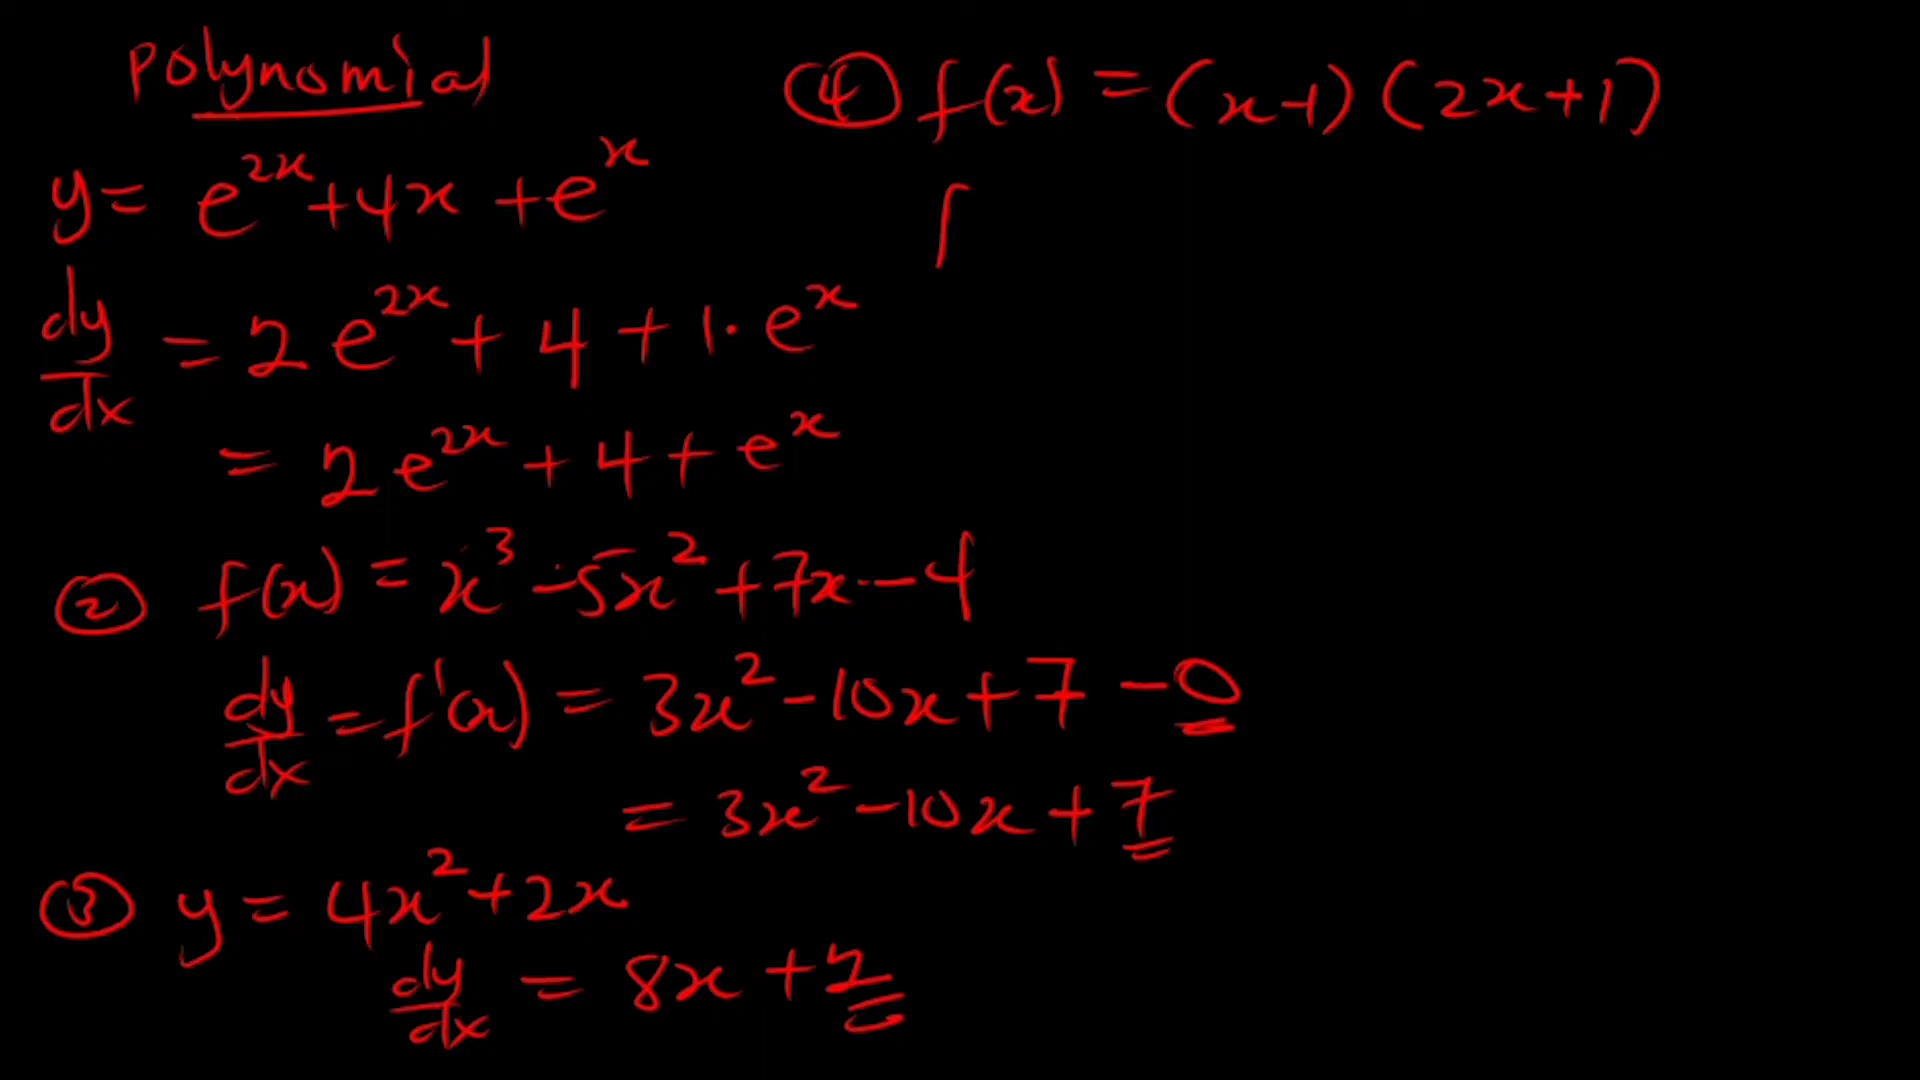 Polynomial
y = e^{2x} + 4x + e^x
dy/dx = 2e^{2x} + 4 + 1·e^x
= 2e^{2x} + 4 + e^x
② f(x) = x^3 - 5x^2 + 7x - 4
dy/dx = f'(x) = 3x^2 - 10x + 7 - 0
= 3x^2 - 10x + 7
③ y = 4x^2 + 2x
dy/dx = 8x + 2
④ f(x) = (x-1)(2x+1)